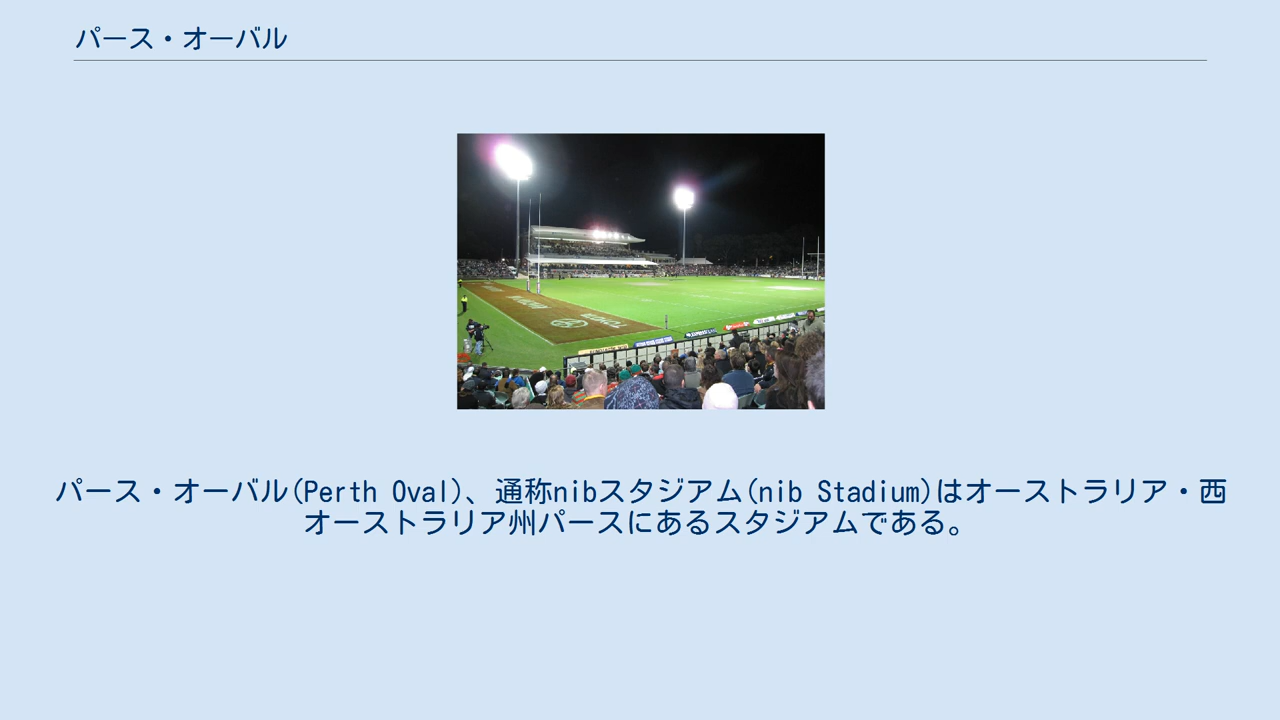 パース・オーバル
パース・オーバル(Perth Oval)、通称nibスタジアム(nib Stadium)はオーストラリア・西
オーストラリア州パースにあるスタジアムである。